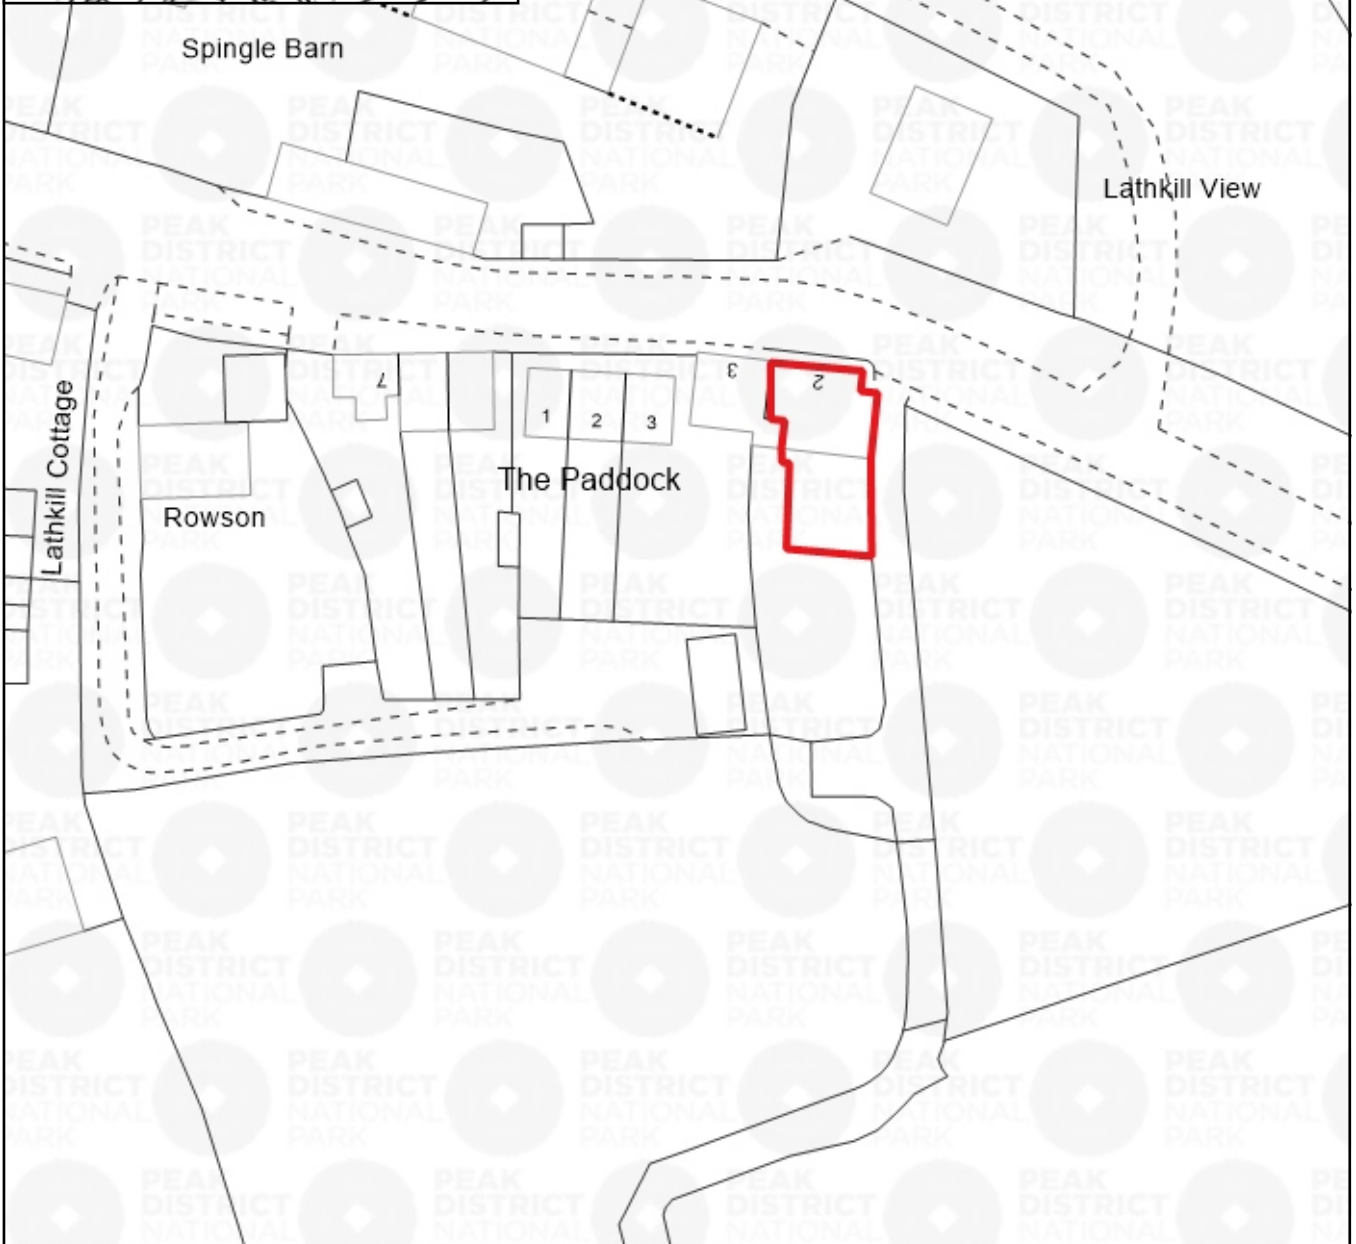 Spingle Barn
Lathkill View
Lathkill Cottage
7
3
2
1
2
3
The Paddock
Rowson
PEAK
DISTRICT
NATIONAL
PARK